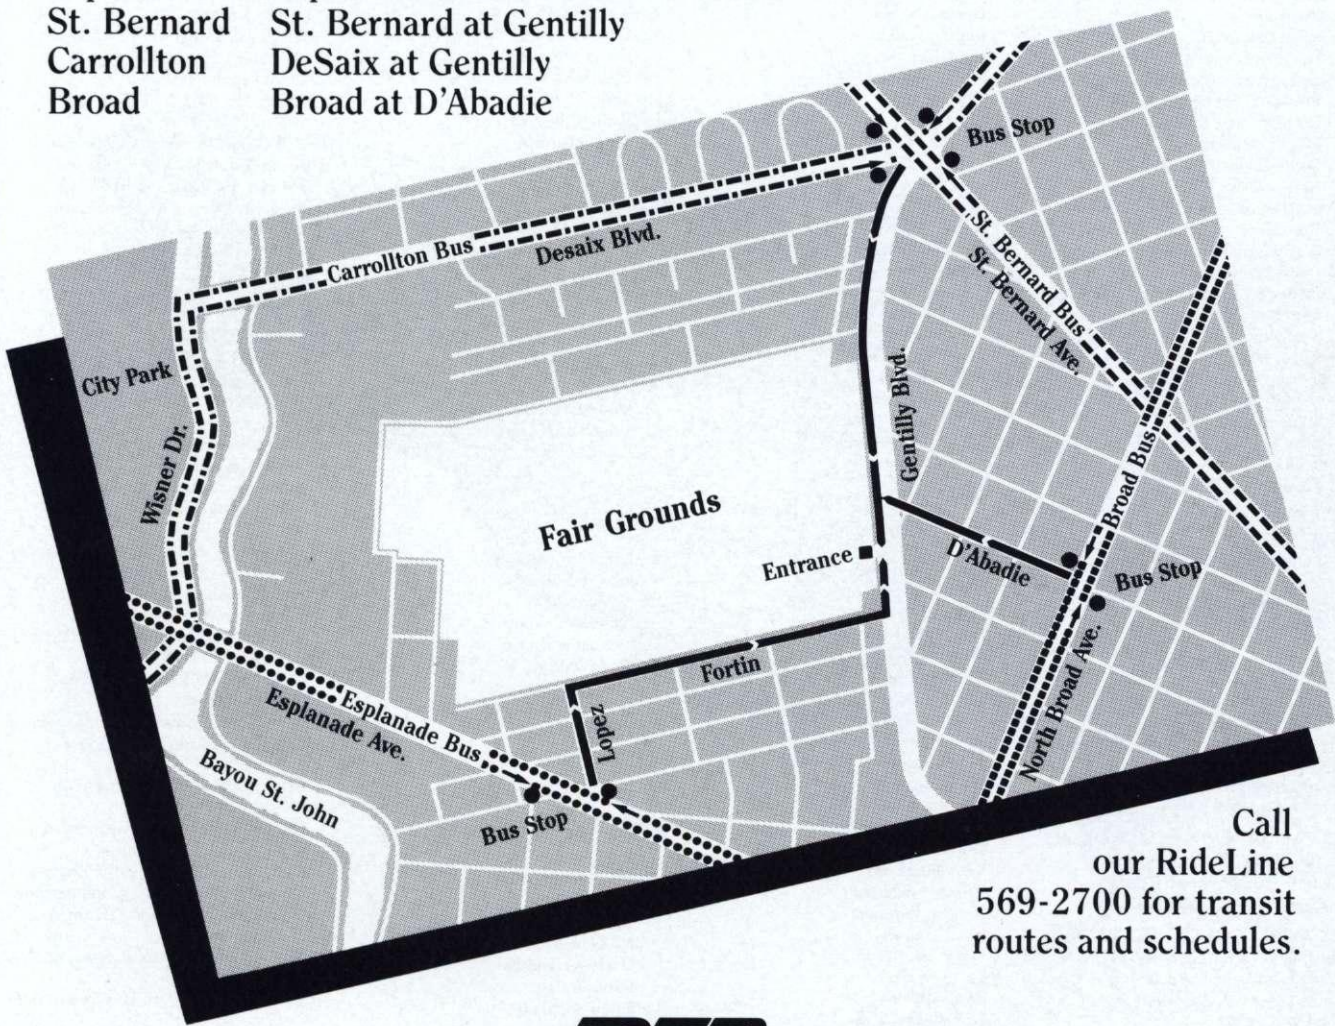 St. Bernard St. Bernard at Gentilly
Carrollton DeSaix at Gentilly
Broad Broad at D'Abadie
Bus Stop
St. Bernard Bus
St. Bernard Ave.
Carrollton Bus
Desaix Blvd.
City Park
Wisner Dr.
Gentilly Blvd.
Broad Bus
Fair Grounds
Entrance
D'Abadie
Bus Stop
Fortin
Lopez
North Broad Ave.
Esplanade Bus
Esplanade Ave.
Bayou St. John
Bus Stop
Call
our RideLine
569-2700 for transit
routes and schedules.